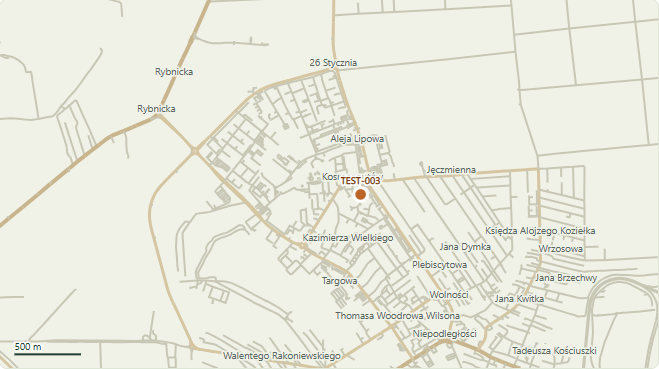 26 Stycznia
Rybnicka
Rybnicka
Aleja Lipowa
Jęczmienna
TEST-003
Księdza Alojzego Koziełka
Kazimierza Wielkiego
Jana Dymka
Wrzosowa
Plebiscytowa
Targowa
Jana Brzechwy
Wolności
Jana Kwitka
Thomasa Woodrowa Wilsona
Niepodległości
500 m
Walentego Rakoniewskiego
Tadeusza Kościuszki